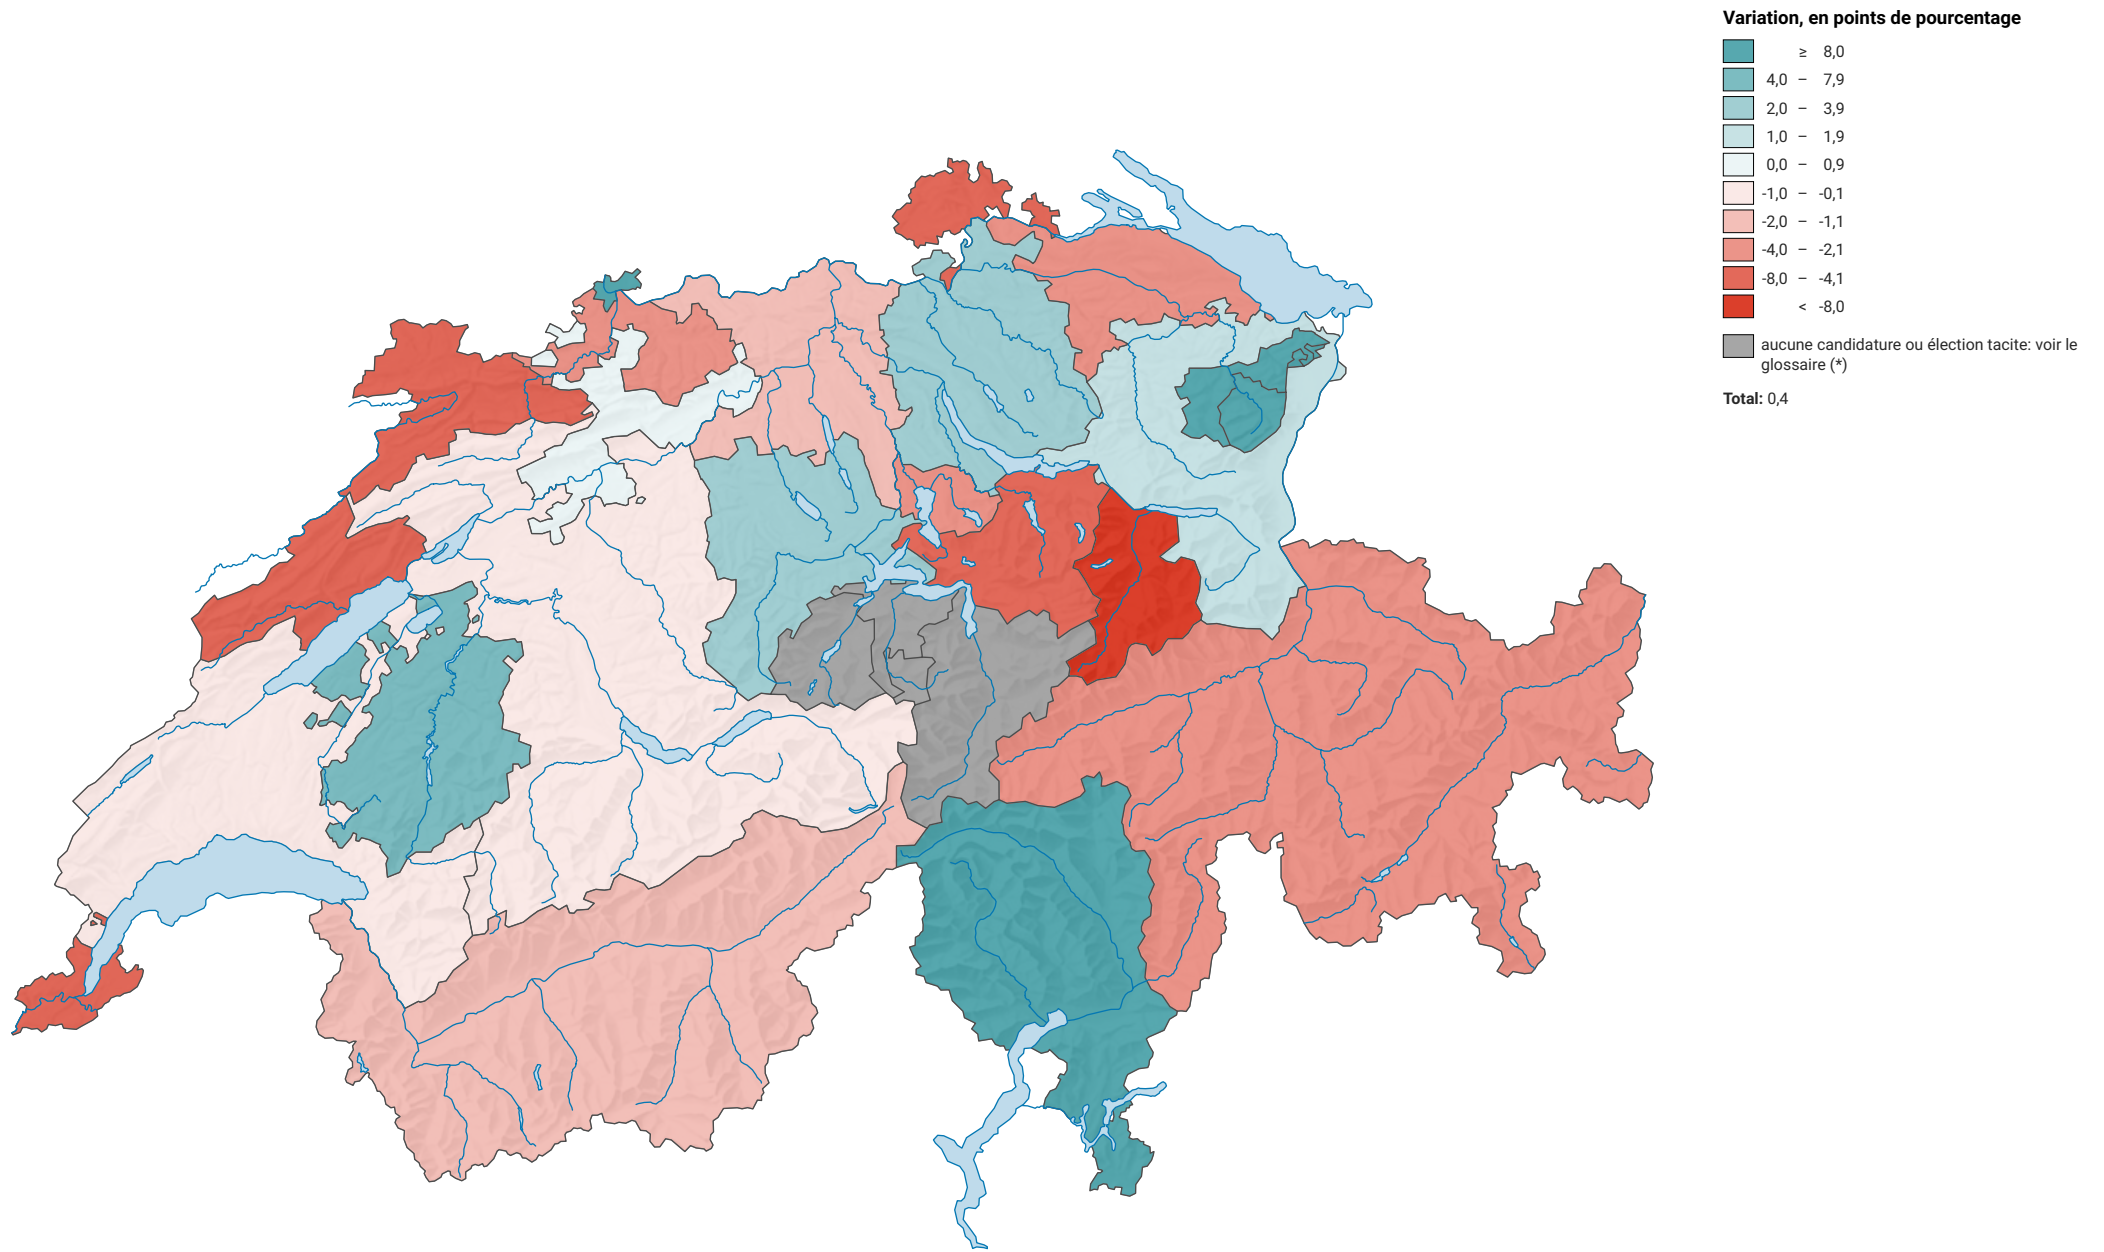 Variation, en points de pourcentage
≥ 8,0
4,0 – 7,9
2,0 – 3,9
1,0 – 1,9
0,0 – 0,9
-1,0 – -0,1
-2,0 – -1,1
-4,0 – -2,1
-8,0 – -4,1
< -8,0
aucune candidature ou élection tacite: voir le
glossaire (*)
Total: 0,4